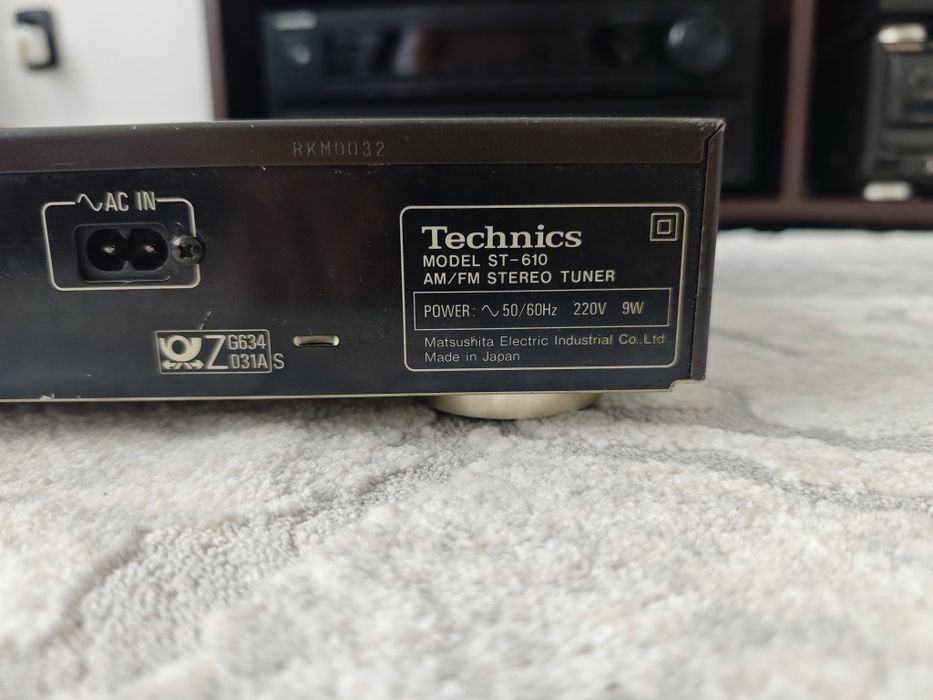 RKM0032
AC IN
Technics
MODEL ST-610
AM/FM STEREO TUNER
POWER: ∿ 50/60Hz 220V 9W
Matsushita Electric Industrial Co., Ltd.
Made in Japan
Z G634
031A S